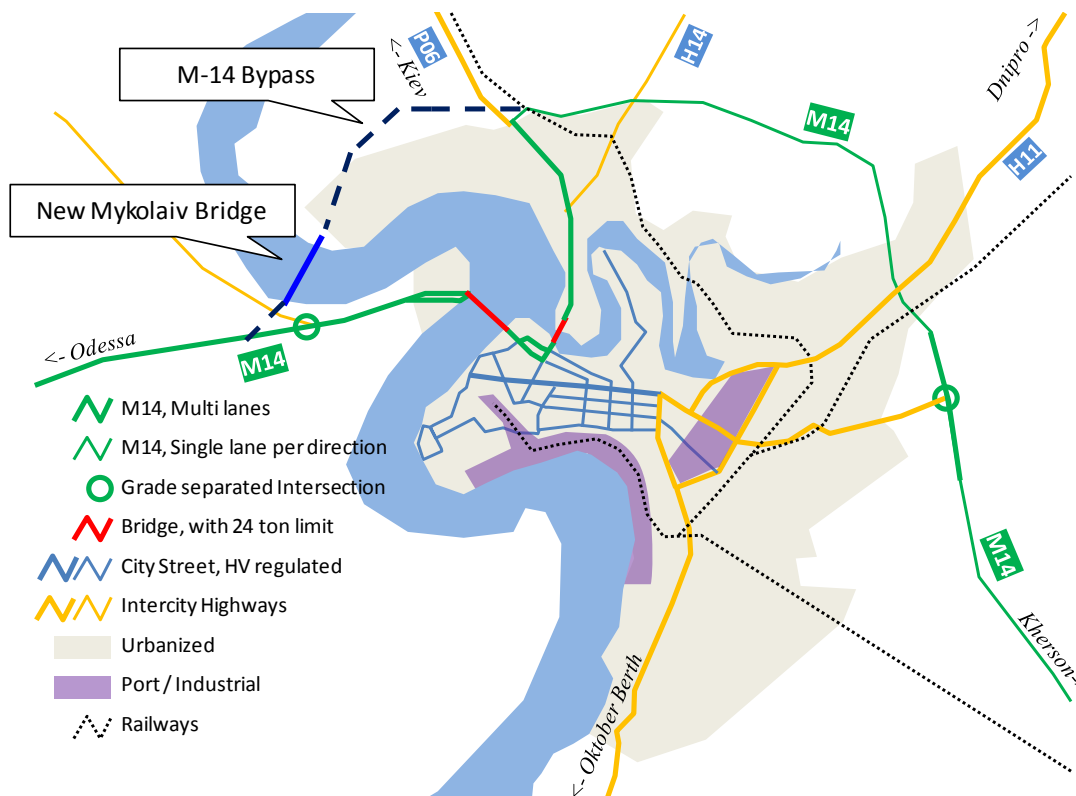 M-14 Bypass
New Mykolaiv Bridge
P06
<- Kiev
H14
M14
Dnipro ->
H11
<- Odessa
M14
M14
Kherson->
<- Oktober Berth
M14, Multi lanes
M14, Single lane per direction
Grade separated Intersection
Bridge, with 24 ton limit
City Street, HV regulated
Intercity Highways
Urbanized
Port / Industrial
Railways